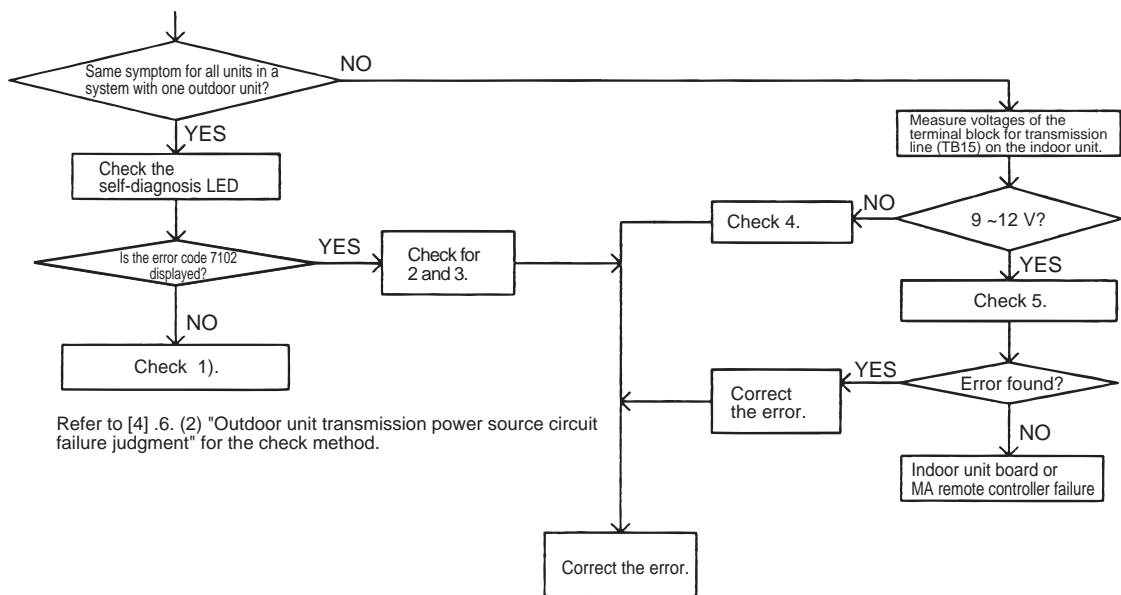 Same symptom for all units in a
system with one outdoor unit?
NO
YES
Measure voltages of the
terminal block for transmission
line (TB15) on the indoor unit.
Check the
self-diagnosis LED
NO
Check 4.
9 ~12 V?
Is the error code 7102
displayed?
YES
Check for
2 and 3.
YES
Check 5.
NO
Check 1).
YES
Error found?
Correct
the error.
Refer to [4] .6. (2) "Outdoor unit transmission power source circuit
failure judgment" for the check method.
NO
Indoor unit board or
MA remote controller failure
Correct the error.